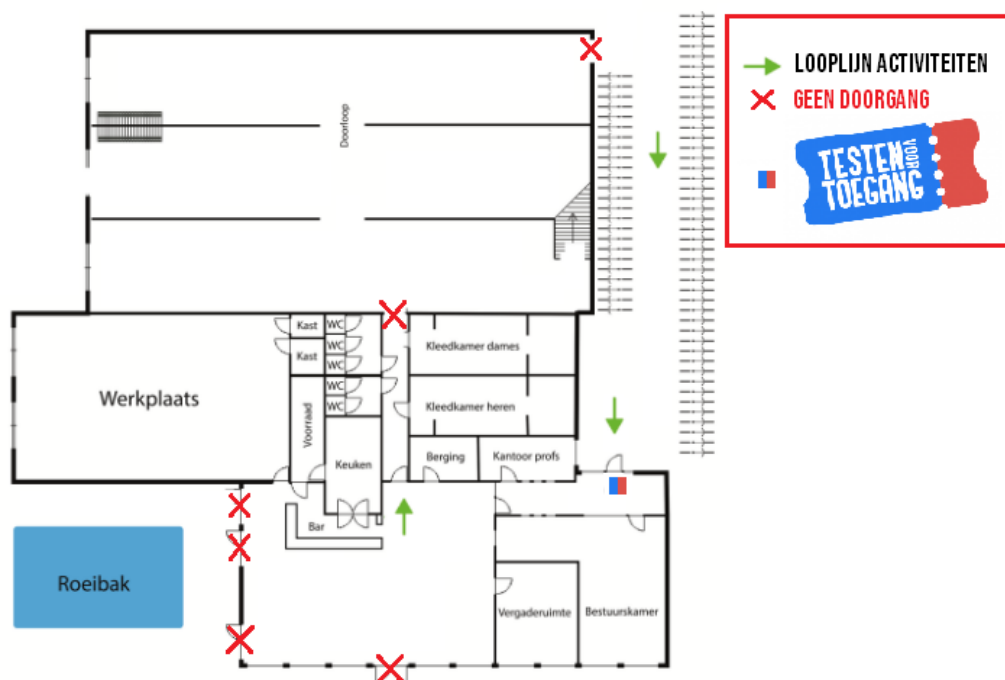 LOOPLIJN ACTIVITEITEN
GEEN DOORGANG
TESTEN
VOOR
TOEGANG
Doorloop
Kast
WC
Kast
WC
WC
WC
WC
Kleedkamer dames
Kleedkamer heren
Werkplaats
Voorraad
Keuken
Berging
Kantoor profs
Bar
Roeibak
Vergaderuimte
Bestuurskamer